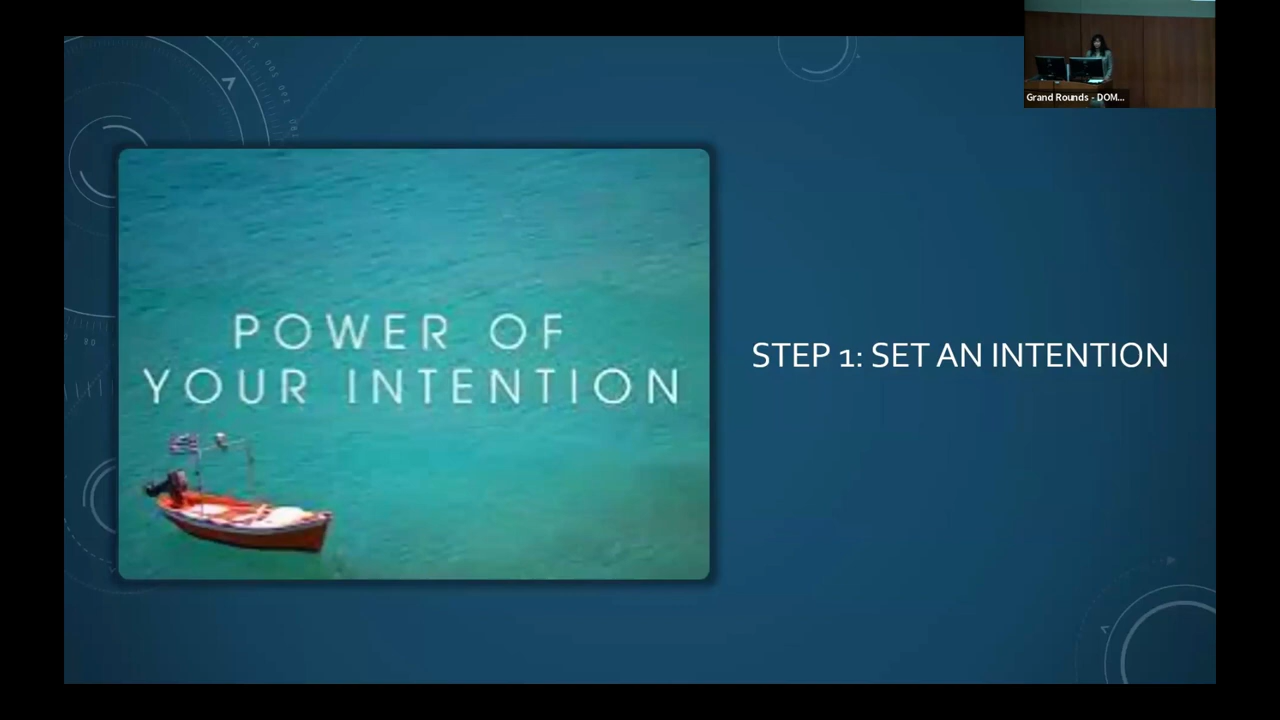 Grand Rounds - DOM...
POWER OF
YOUR INTENTION
STEP 1: SET AN INTENTION